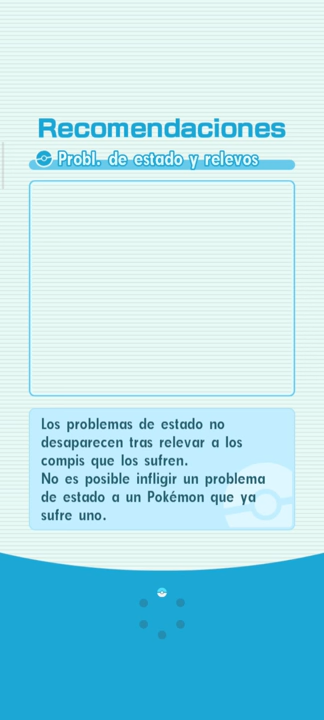 Recomendaciones
Probl. de estado y relevos
Los problemas de estado no
desaparecen tras relevar a los
compis que los sufren.
No es posible infligir un problema
de estado a un Pokémon que ya
sufre uno.